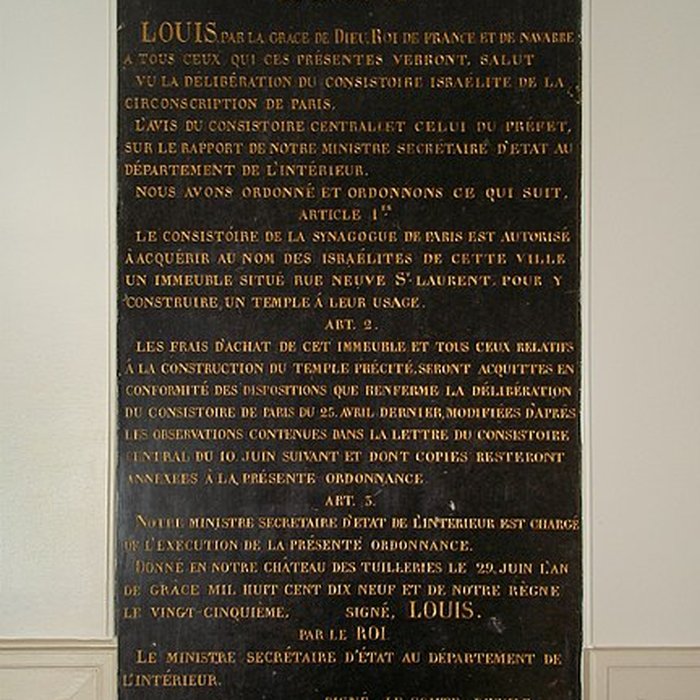 LOUIS, PAR LA GRÂCE DE DIEU, ROI DE FRANCE ET DE NAVARRE
A TOUS CEUX QUI CES PRÉSENTES VERRONT, SALUT
VU LA DÉLIBÉRATION DU CONSISTOIRE ISRAÉLITE DE LA
CIRCONSCRIPTION DE PARIS,
L'AVIS DU CONSISTOIRE CENTRAL, ET CELUI DU PRÉFET,
SUR LE RAPPORT DE NOTRE MINISTRE SECRÉTAIRE D'ETAT AU
DÉPARTEMENT DE L'INTÉRIEUR.
NOUS AVONS ORDONNÉ ET ORDONNONS CE QUI SUIT,
ARTICLE 1ER
LE CONSISTOIRE DE LA SYNAGOGUE DE PARIS EST AUTORISÉ
À ACQUÉRIR AU NOM DES ISRAÉLITES DE CETTE VILLE
UN IMMEUBLE SITUÉ RUE NEUVE ST LAURENT, POUR Y
CONSTRUIRE UN TEMPLE À LEUR USAGE.
ART. 2.
LES FRAIS D'ACHAT DE CET IMMEUBLE ET TOUS CEUX RELATIFS
À LA CONSTRUCTION DU TEMPLE PRÉCITÉ, SERONT ACQUITTES EN
CONFORMITÉ DES DISPOSITIONS QUE RENFERME LA DÉLIBÉRATION
DU CONSISTOIRE DE PARIS DU 25. AVRIL DERNIER, MODIFIÉES D'APRÉS
LES OBSERVATIONS CONTENUES DANS LA LETTRE DU CONSISTOIRE
CENTRAL DU 10 JUIN SUIVANT ET DONT COPIES RESTERONT
ANNEXEES À LA PRÉSENTE ORDONNANCE
ART. 3.
NOTRE MINISTRE SECRETAIRE D'ETAT DE L'INTERIEUR EST CHARGÉ
DE L'EXÉCUTION DE LA PRÉSENTE ORDONNANCE.
DONNÉ EN NOTRE CHÂTEAU DES TUILLERIES LE 29. JUIN L'AN
DE GRÂCE MIL HUIT CENT DIX NEUF ET DE NOTRE RÈGNE
LE VINGT-CINQUIÈME, SIGNÉ, LOUIS.
PAR LE ROI
LE MINISTRE SECRÉTAIRE D'ÉTAT AU DÉPARTEMENT DE
L'INTÉRIEUR.